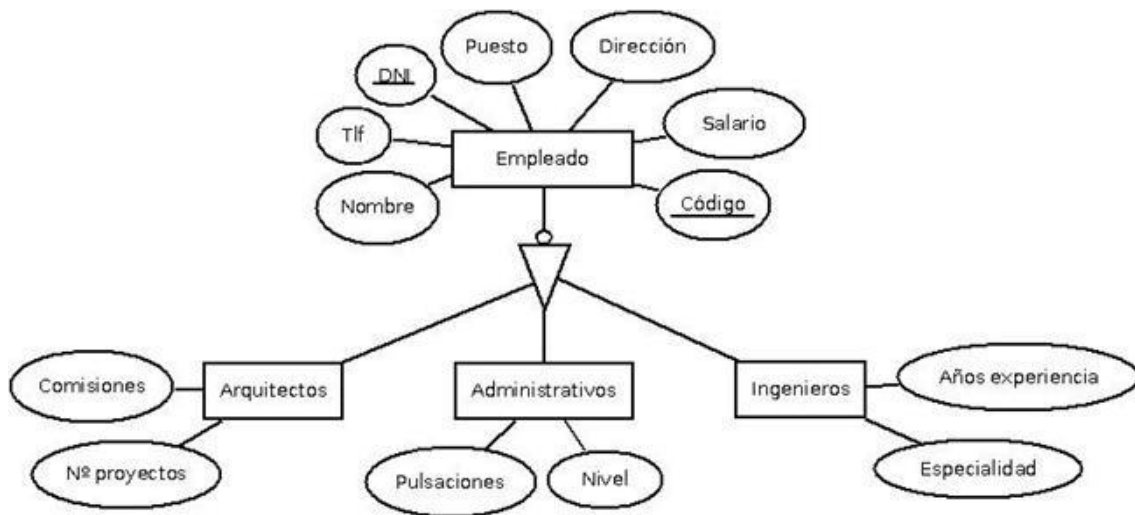 Puesto
Dirección
DNI
Tlf
Salario
Empleado
Nombre
Código
Comisiones
Arquitectos
Administrativos
Ingenieros
Años experiencia
Nº proyectos
Pulsaciones
Nivel
Especialidad